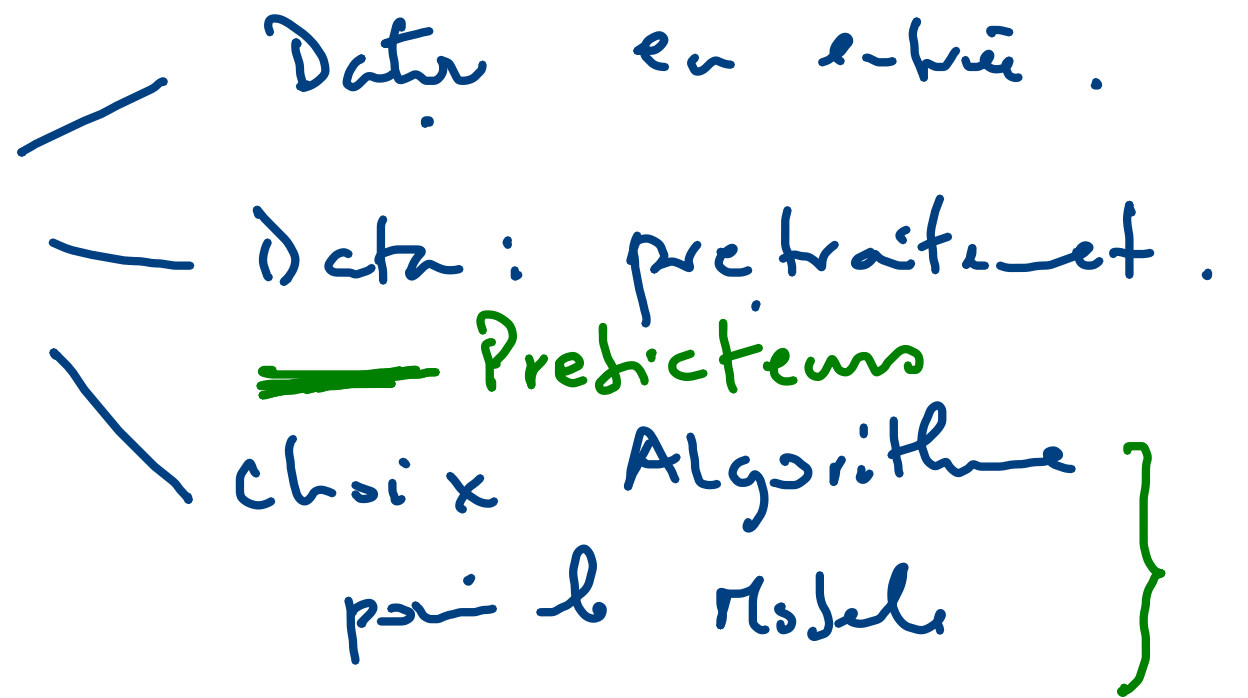 Data en entrée.
Data : pretraitement.
Predicteurs
choix Algorithme
pour le Modele